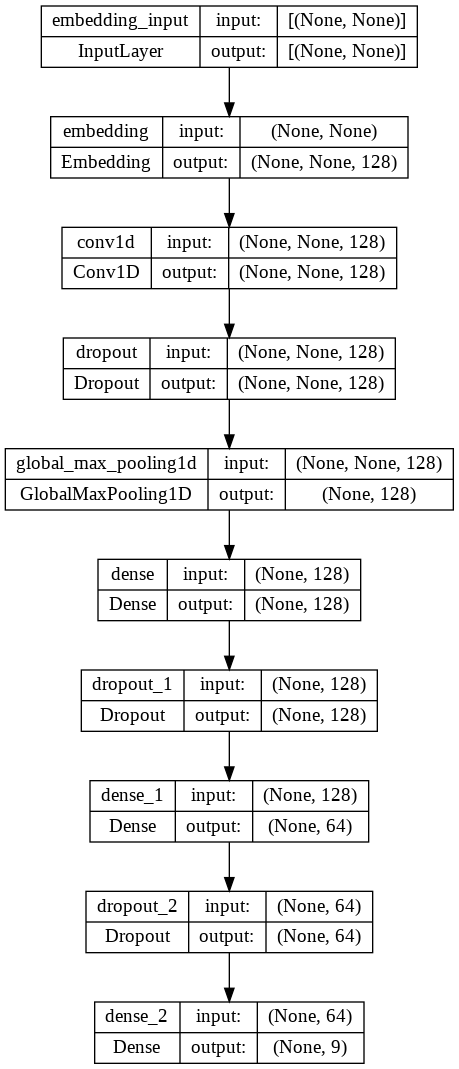 embedding_input input: [(None, None)]
InputLayer output: [(None, None)]
embedding input: (None, None)
Embedding output: (None, None, 128)
conv1d input: (None, None, 128)
Conv1D output: (None, None, 128)
dropout input: (None, None, 128)
Dropout output: (None, None, 128)
global_max_pooling1d input: (None, None, 128)
GlobalMaxPooling1D output: (None, 128)
dense input: (None, 128)
Dense output: (None, 128)
dropout_1 input: (None, 128)
Dropout output: (None, 128)
dense_1 input: (None, 128)
Dense output: (None, 64)
dropout_2 input: (None, 64)
Dropout output: (None, 64)
dense_2 input: (None, 64)
Dense output: (None, 9)